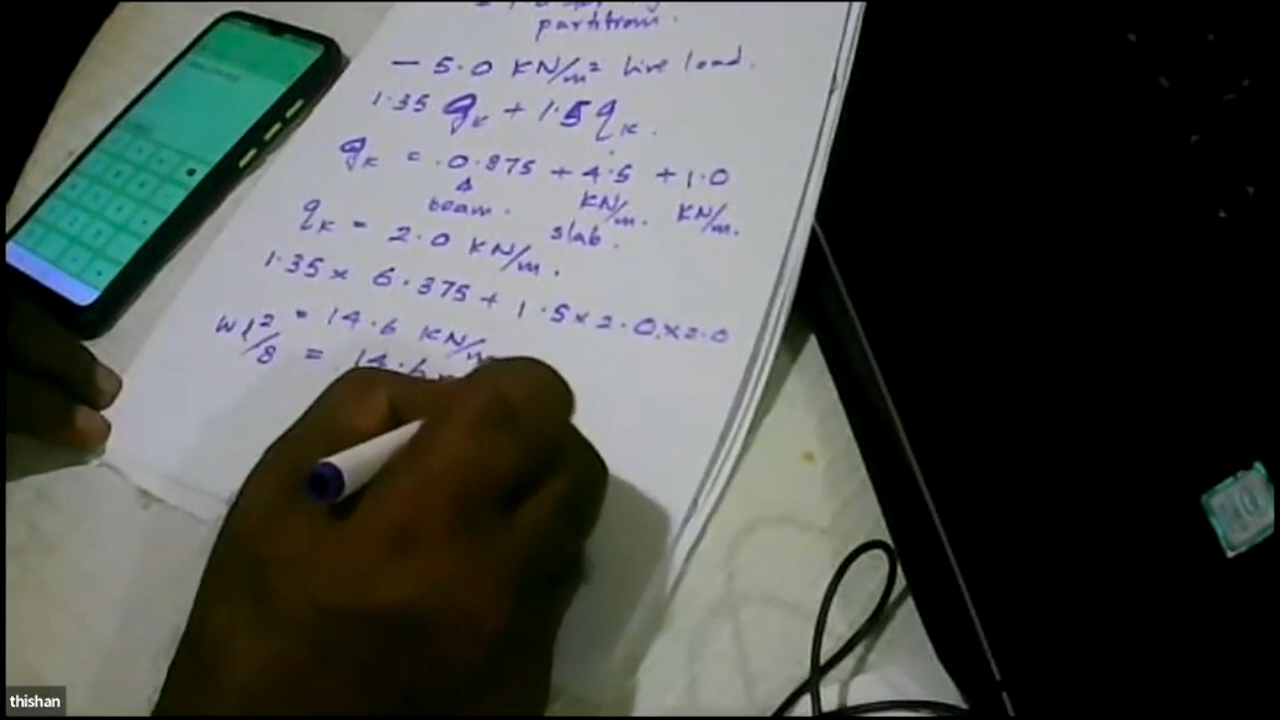 partition.
- 5.0 KN/m² live load.
1.35 gk + 1.5 qk.
gk = 0.875 + 4.5 + 1.0
beam. KN/m. KN/m.
slab.
qk = 2.0 KN/m.
1.35 × 6.375 + 1.5 × 2.0 × 2.0
= 14.6 KN/m
wl²/8 = 14.6
thishan